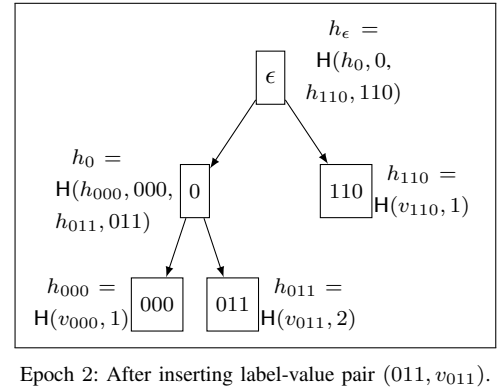 h_ε =
H(h_0, 0,
h_110, 110)
ϵ
h_0 =
H(h_000, 000,
h_011, 011)
0
110
h_110 =
H(v_110, 1)
h_000 =
H(v_000, 1)
000
011
h_011 =
H(v_011, 2)
Epoch 2: After inserting label-value pair (011, v_011).